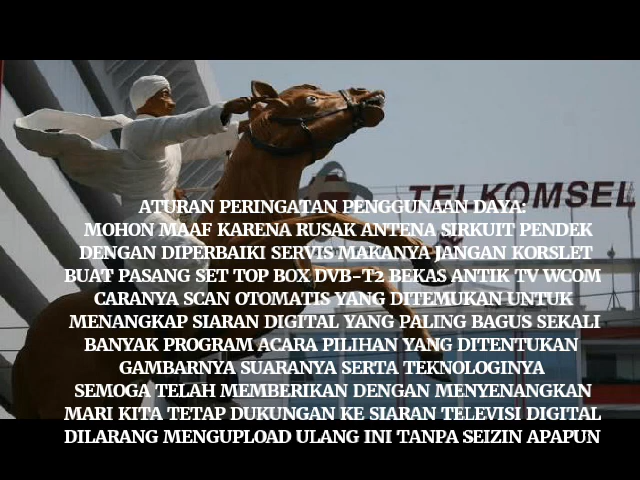 TELKOMSEL
ATURAN PERINGATAN PENGGUNAAN DAYA:
MOHON MAAF KARENA RUSAK ANTENA SIRKUIT PENDEK
DENGAN DIPERBAIKI SERVIS MAKANYA JANGAN KORSLET
BUAT PASANG SET TOP BOX DVB-T2 BEKAS ANTIK TV WCOM
CARANYA SCAN OTOMATIS YANG DITEMUKAN UNTUK
MENANGKAP SIARAN DIGITAL YANG PALING BAGUS SEKALI
BANYAK PROGRAM ACARA PILIHAN YANG DITENTUKAN
GAMBARNYA SUARANYA SERTA TEKNOLOGINYA
SEMOGA TELAH MEMBERIKAN DENGAN MENYENANGKAN
MARI KITA TETAP DUKUNGAN KE SIARAN TELEVISI DIGITAL
DILARANG MENGUPLOAD ULANG INI TANPA SEIZIN APAPUN